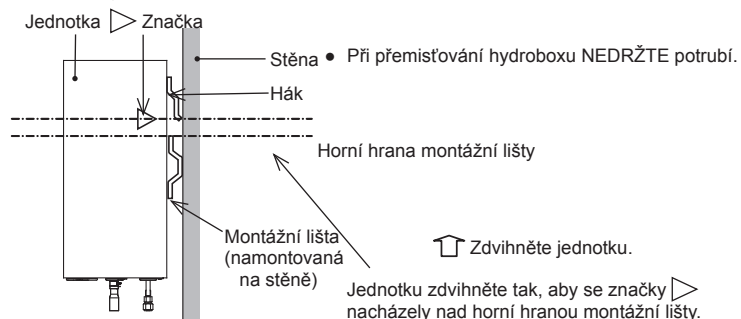 Jednotka ▷ Značka
Stěna
● Při přemisťování hydroboxu NEDRŽTE potrubí.
Hák
Horní hrana montážní lišty
Montážní lišta
(namontovaná
na stěně)
Zdvihněte jednotku.
Jednotku zdvihněte tak, aby se značky ▷
nacházely nad horní hranou montážní lišty.